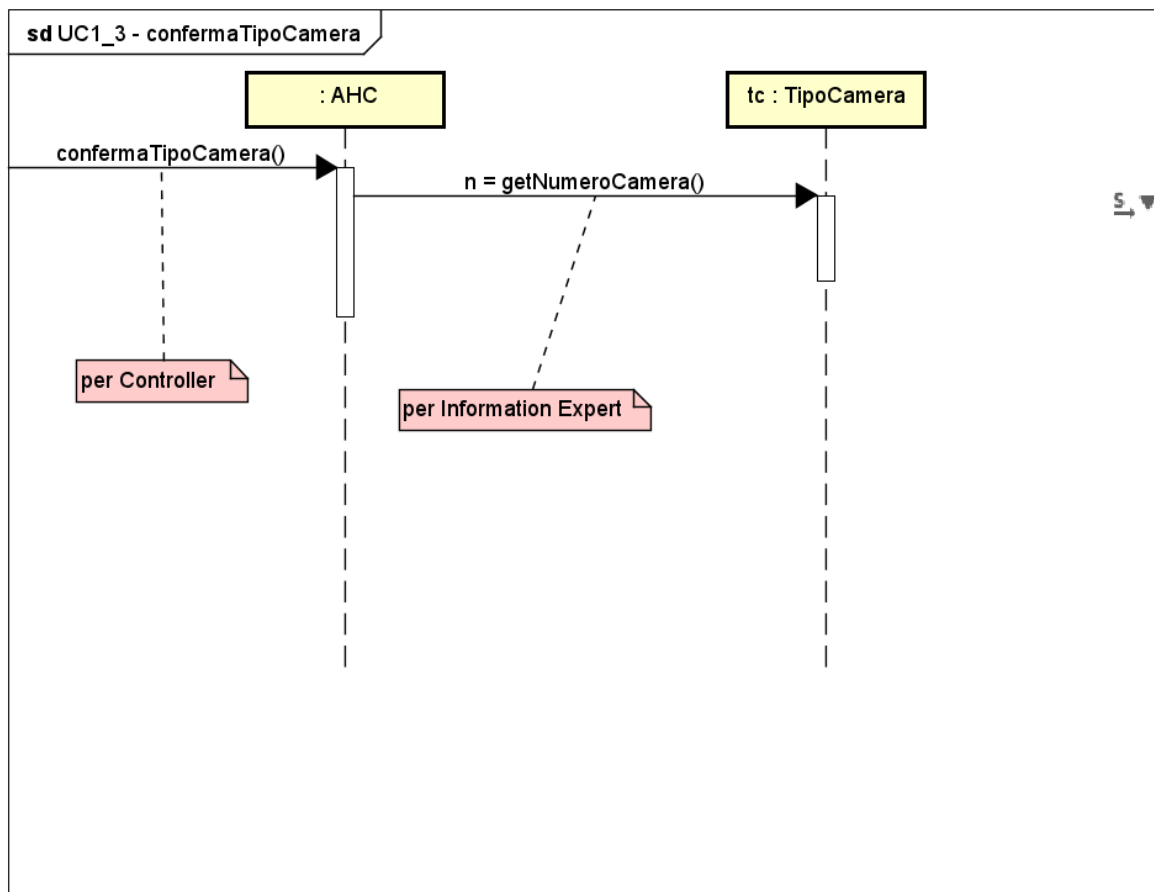 sd UC1_3 - confermaTipoCamera
: AHC
tc : TipoCamera
confermaTipoCamera()
n = getNumeroCamera()
S
per Controller
per Information Expert